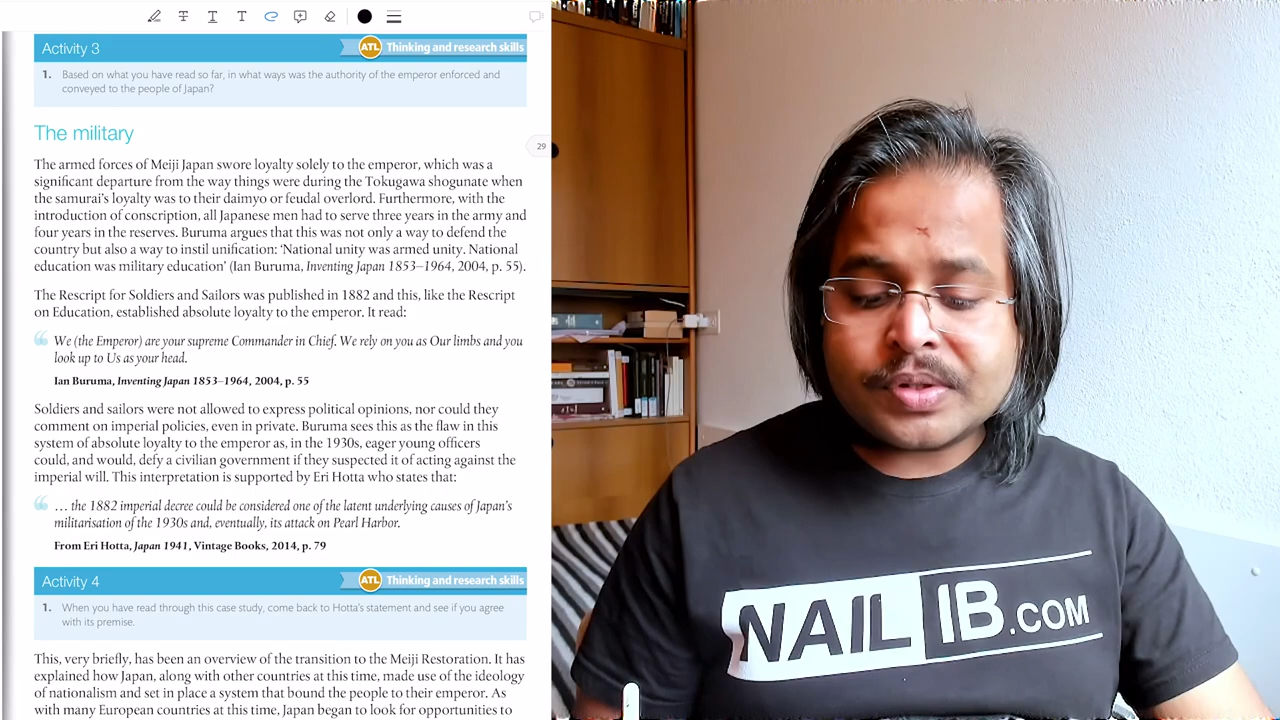 Activity 3
ATL Thinking and research skills
1. Based on what you have read so far, in what ways was the authority of the emperor enforced and
conveyed to the people of Japan?
The military
29
The armed forces of Meiji Japan swore loyalty solely to the emperor, which was a
significant departure from the way things were during the Tokugawa shogunate when
the samurai's loyalty was to their daimyo or feudal overlord. Furthermore, with the
introduction of conscription, all Japanese men had to serve three years in the army and
four years in the reserves. Buruma argues that this was not only a way to defend the
country but also a way to instil unification: 'National unity was armed unity. National
education was military education' (Ian Buruma, Inventing Japan 1853–1964, 2004, p. 55).
The Rescript for Soldiers and Sailors was published in 1882 and this, like the Rescript
on Education, established absolute loyalty to the emperor. It read:
We (the Emperor) are your supreme Commander in Chief. We rely on you as Our limbs and you
look up to Us as your head.
Ian Buruma, Inventing Japan 1853–1964, 2004, p. 55
Soldiers and sailors were not allowed to express political opinions, nor could they
comment on imperial policies, even in private. Buruma sees this as the flaw in this
system of absolute loyalty to the emperor as, in the 1930s, eager young officers
could, and would, defy a civilian government if they suspected it of acting against the
imperial will. This interpretation is supported by Eri Hotta who states that:
… the 1882 imperial decree could be considered one of the latent underlying causes of Japan's
militarisation of the 1930s and, eventually, its attack on Pearl Harbor.
From Eri Hotta, Japan 1941, Vintage Books, 2014, p. 79
Activity 4
ATL Thinking and research skills
1. When you have read through this case study, come back to Hotta's statement and see if you agree
with its premise.
This, very briefly, has been an overview of the transition to the Meiji Restoration. It has
explained how Japan, along with other countries at this time, made use of the ideology
of nationalism and set in place a system that bound the people to their emperor. As
with many European countries at this time, Japan began to look for opportunities to
NAIL IB.COM